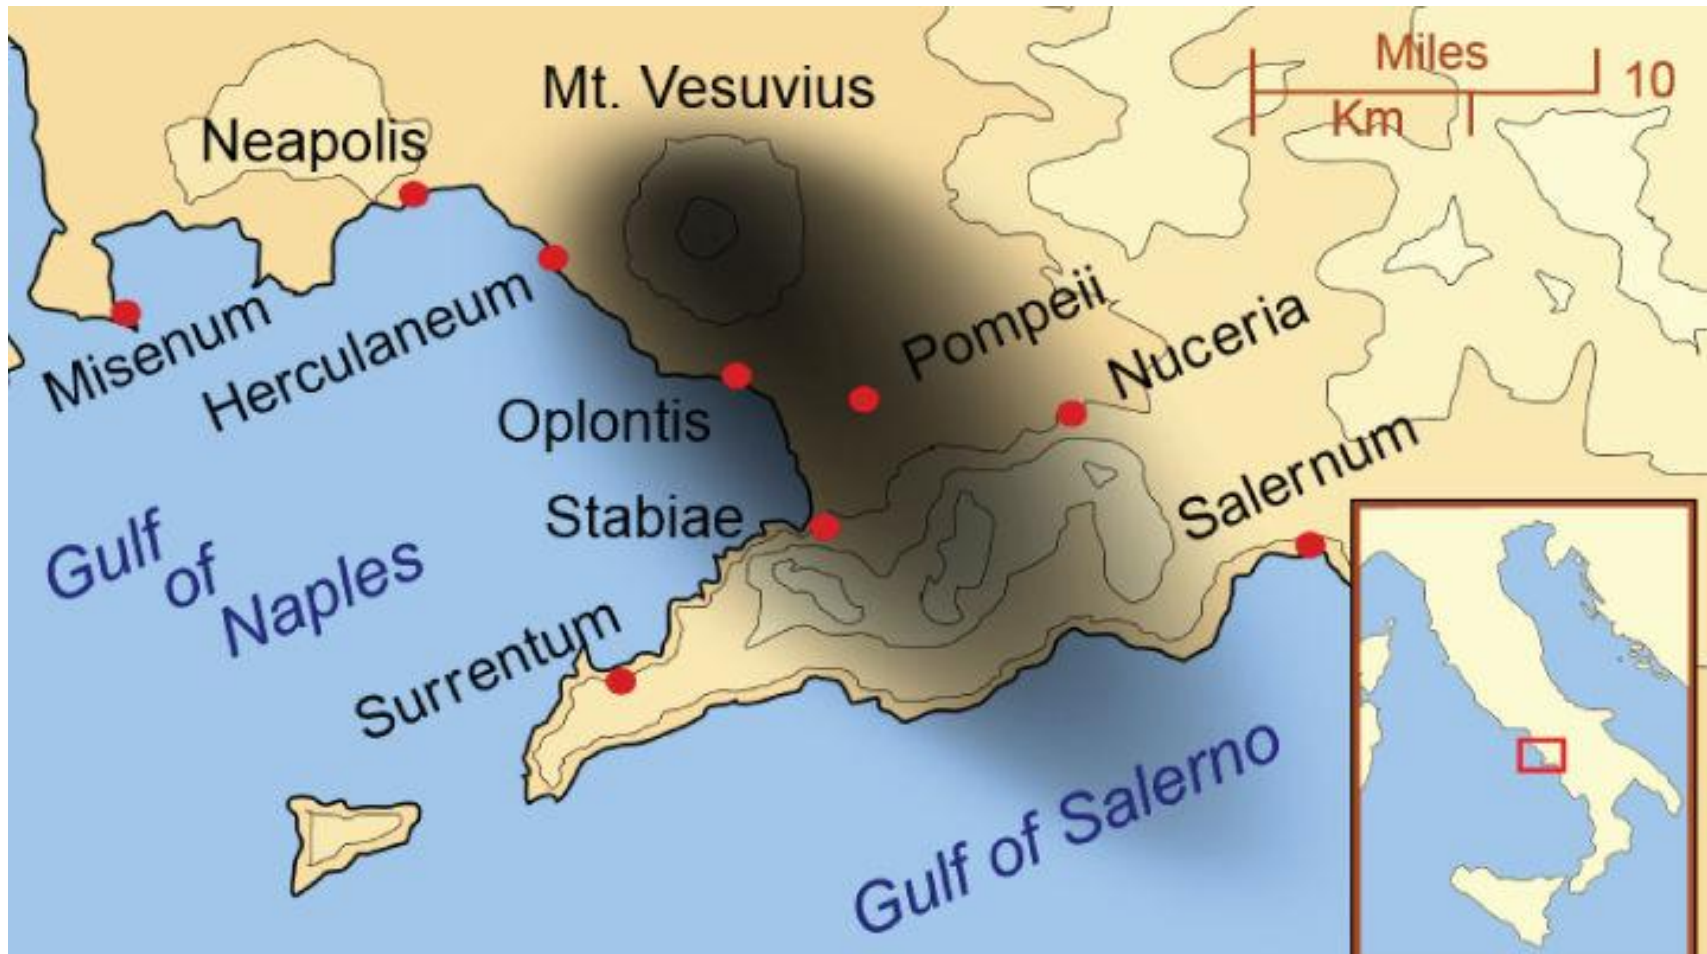 Miles
10
Km
Mt. Vesuvius
Neapolis
Misenum
Herculaneum
Pompeii
Nuceria
Oplontis
Salernum
Stabiae
Gulf
of
Naples
Surrentum
Gulf of Salerno